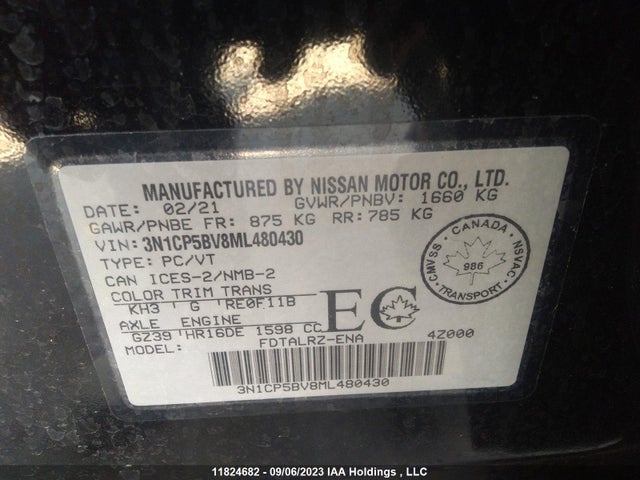 MANUFACTURED BY NISSAN MOTOR CO., LTD.
DATE: 02/21 GVWR/PNBV: 1660 KG
GAWR/PNBE FR: 875 KG RR: 785 KG
VIN: 3N1CP5BV8ML480430
TYPE: PC/VT
CAN ICES-2/NMB-2
COLOR TRIM TRANS
KH3 G RE0F11B
AXLE ENGINE
GZ39 HR16DE 1598 CC
EC
MODEL: FDTALRZ-ENA 4Z000
3N1CP5BV8ML480430
CANADA
CMVSS · NSVAC
986
TRANSPORT
11824682 - 09/06/2023 IAA Holdings , LLC